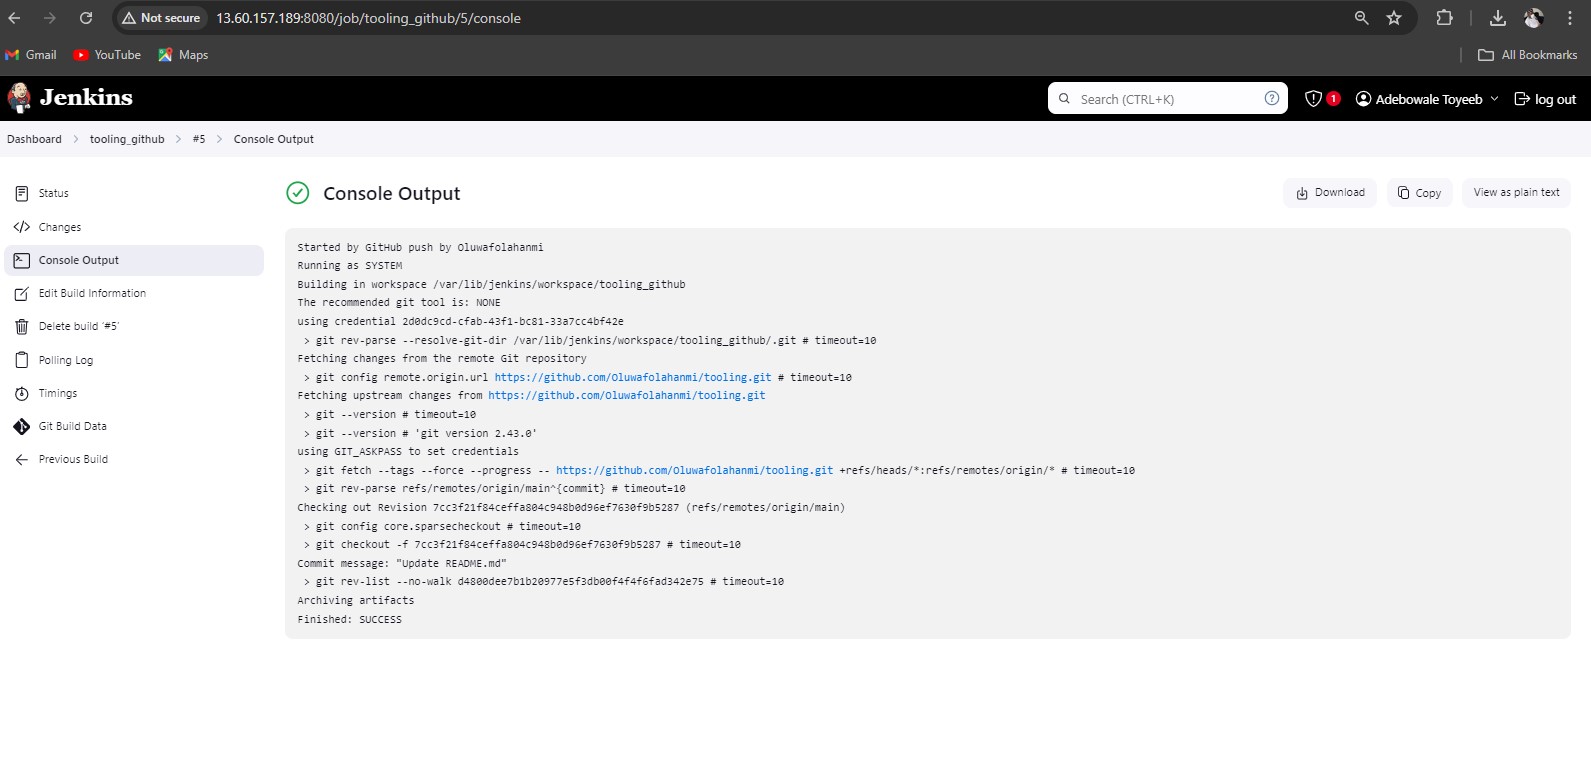 Not secure 13.60.157.189:8080/job/tooling_github/5/console
Gmail YouTube Maps All Bookmarks
Jenkins Search (CTRL+K) ? 1 Adebowale Toyeeb log out
Dashboard > tooling_github > #5 > Console Output
Status
Changes
Console Output
Edit Build Information
Delete build '#5'
Polling Log
Timings
Git Build Data
Previous Build
Console Output Download Copy View as plain text
Started by GitHub push by Oluwafolahanmi
Running as SYSTEM
Building in workspace /var/lib/jenkins/workspace/tooling_github
The recommended git tool is: NONE
using credential 2d0dc9cd-cfab-43f1-bc81-33a7cc4bf42e
> git rev-parse --resolve-git-dir /var/lib/jenkins/workspace/tooling_github/.git # timeout=10
Fetching changes from the remote Git repository
> git config remote.origin.url https://github.com/Oluwafolahanmi/tooling.git # timeout=10
Fetching upstream changes from https://github.com/Oluwafolahanmi/tooling.git
> git --version # timeout=10
> git --version # 'git version 2.43.0'
using GIT_ASKPASS to set credentials
> git fetch --tags --force --progress -- https://github.com/Oluwafolahanmi/tooling.git +refs/heads/*:refs/remotes/origin/* # timeout=10
> git rev-parse refs/remotes/origin/main^{commit} # timeout=10
Checking out Revision 7cc3f21f84ceffa804c948b0d96ef7630f9b5287 (refs/remotes/origin/main)
> git config core.sparsecheckout # timeout=10
> git checkout -f 7cc3f21f84ceffa804c948b0d96ef7630f9b5287 # timeout=10
Commit message: "Update README.md"
> git rev-list --no-walk d4800dee7b1b20977e5f3db00f4f4f6fad342e75 # timeout=10
Archiving artifacts
Finished: SUCCESS